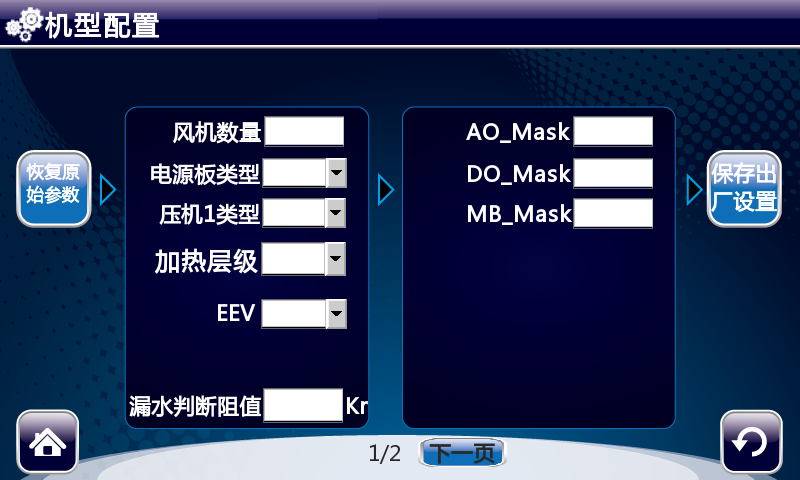 机型配置
恢复原
始参数
风机数量
电源板类型
压机1类型
加热层级
EEV
漏水判断阻值 Kr
AO_Mask
DO_Mask
MB_Mask
保存出
厂设置
1/2 下一页